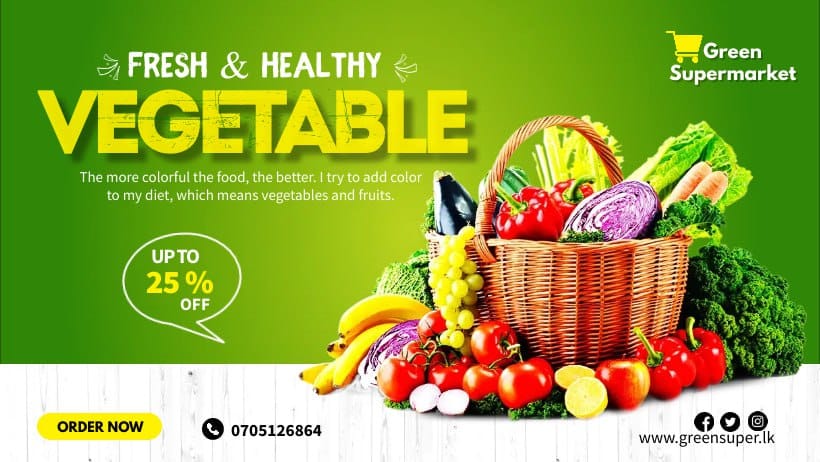 FRESH & HEALTHY
VEGETABLE
The more colorful the food, the better. I try to add color
to my diet, which means vegetables and fruits.
Green
Supermarket
UP TO
25 %
OFF
ORDER NOW
0705126864
www.greensuper.lk